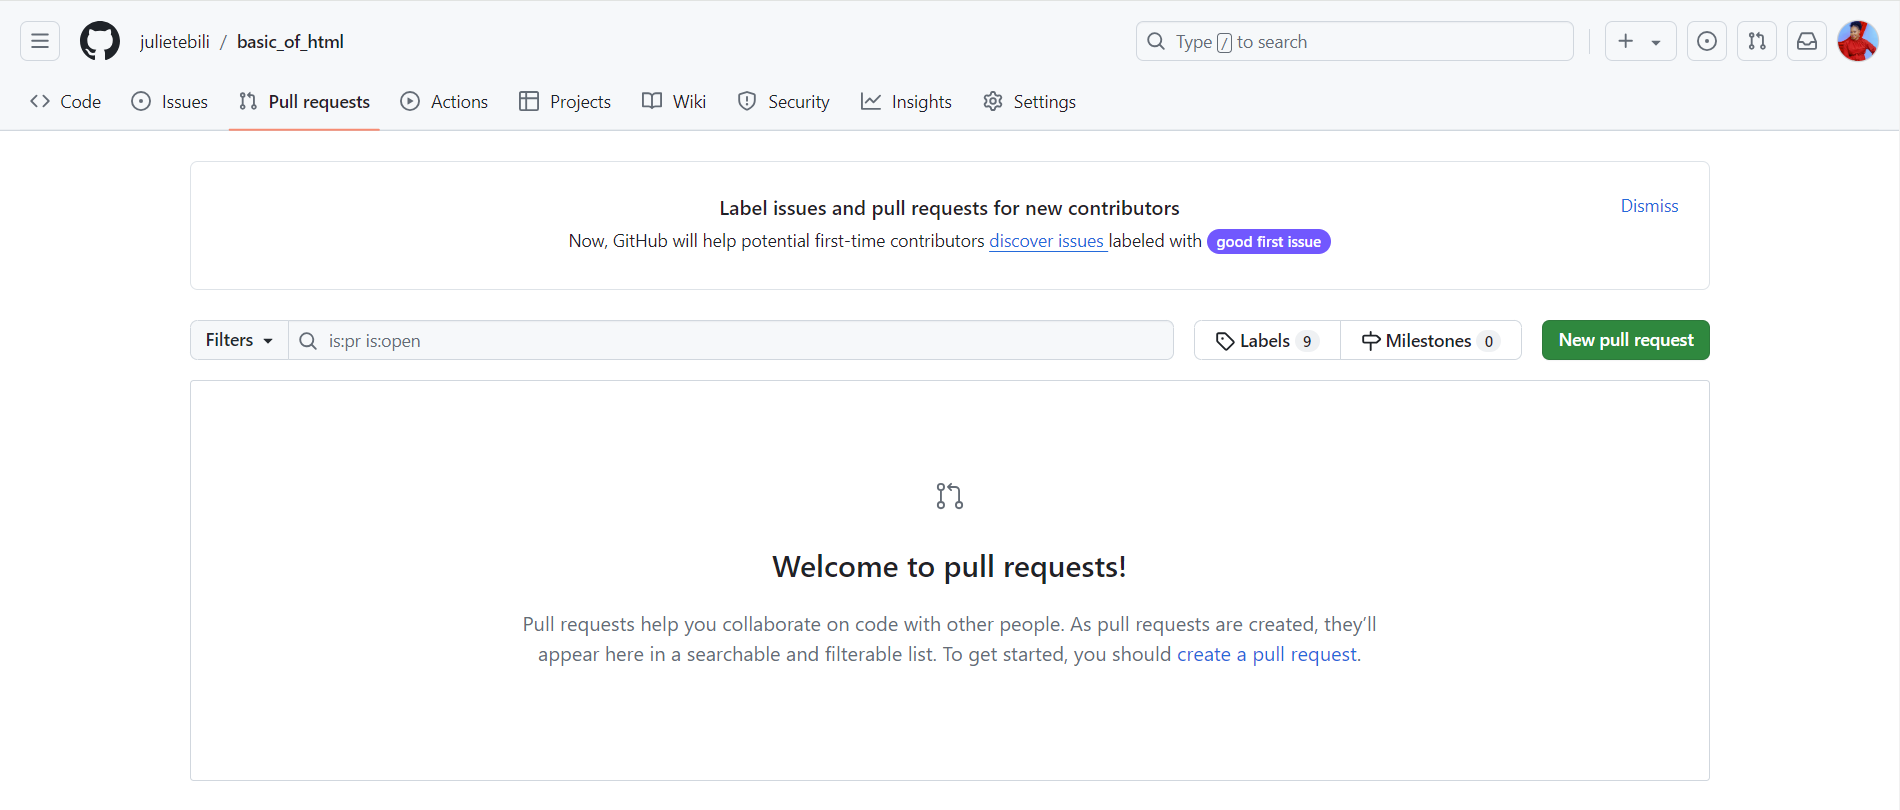 julietebili / basic_of_html
Type / to search
Code Issues Pull requests Actions Projects Wiki Security Insights Settings
Label issues and pull requests for new contributors
Dismiss
Now, GitHub will help potential first-time contributors discover issues labeled with good first issue
Filters is:pr is:open Labels 9 Milestones 0 New pull request
Welcome to pull requests!
Pull requests help you collaborate on code with other people. As pull requests are created, they’ll
appear here in a searchable and filterable list. To get started, you should create a pull request.